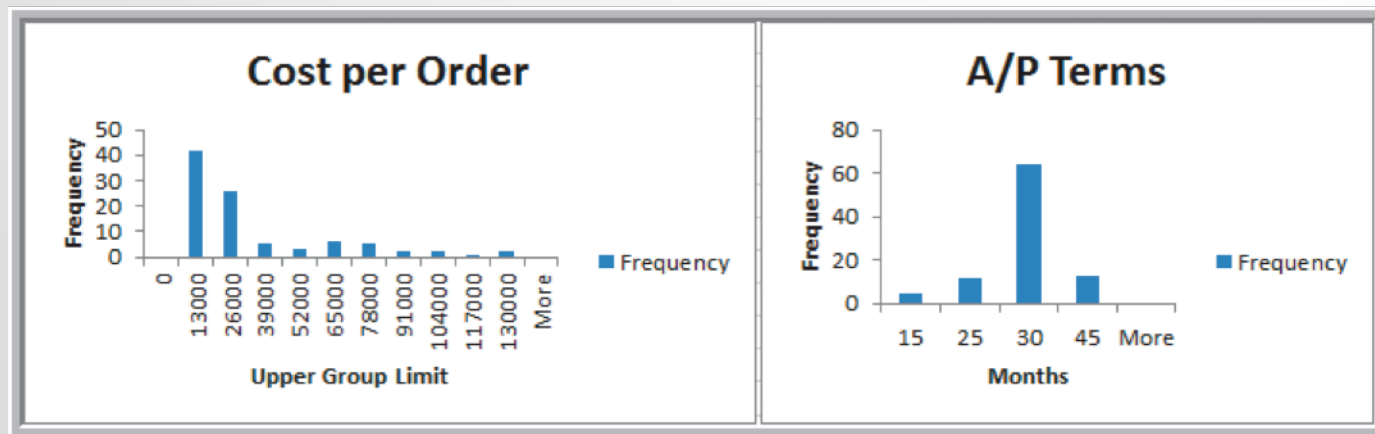 Cost per Order
Frequency
50
40
30
20
10
0
0
13000
26000
39000
52000
65000
78000
91000
104000
117000
130000
More
Upper Group Limit
Frequency
A/P Terms
Frequency
80
60
40
20
0
15 25 30 45 More
Months
Frequency